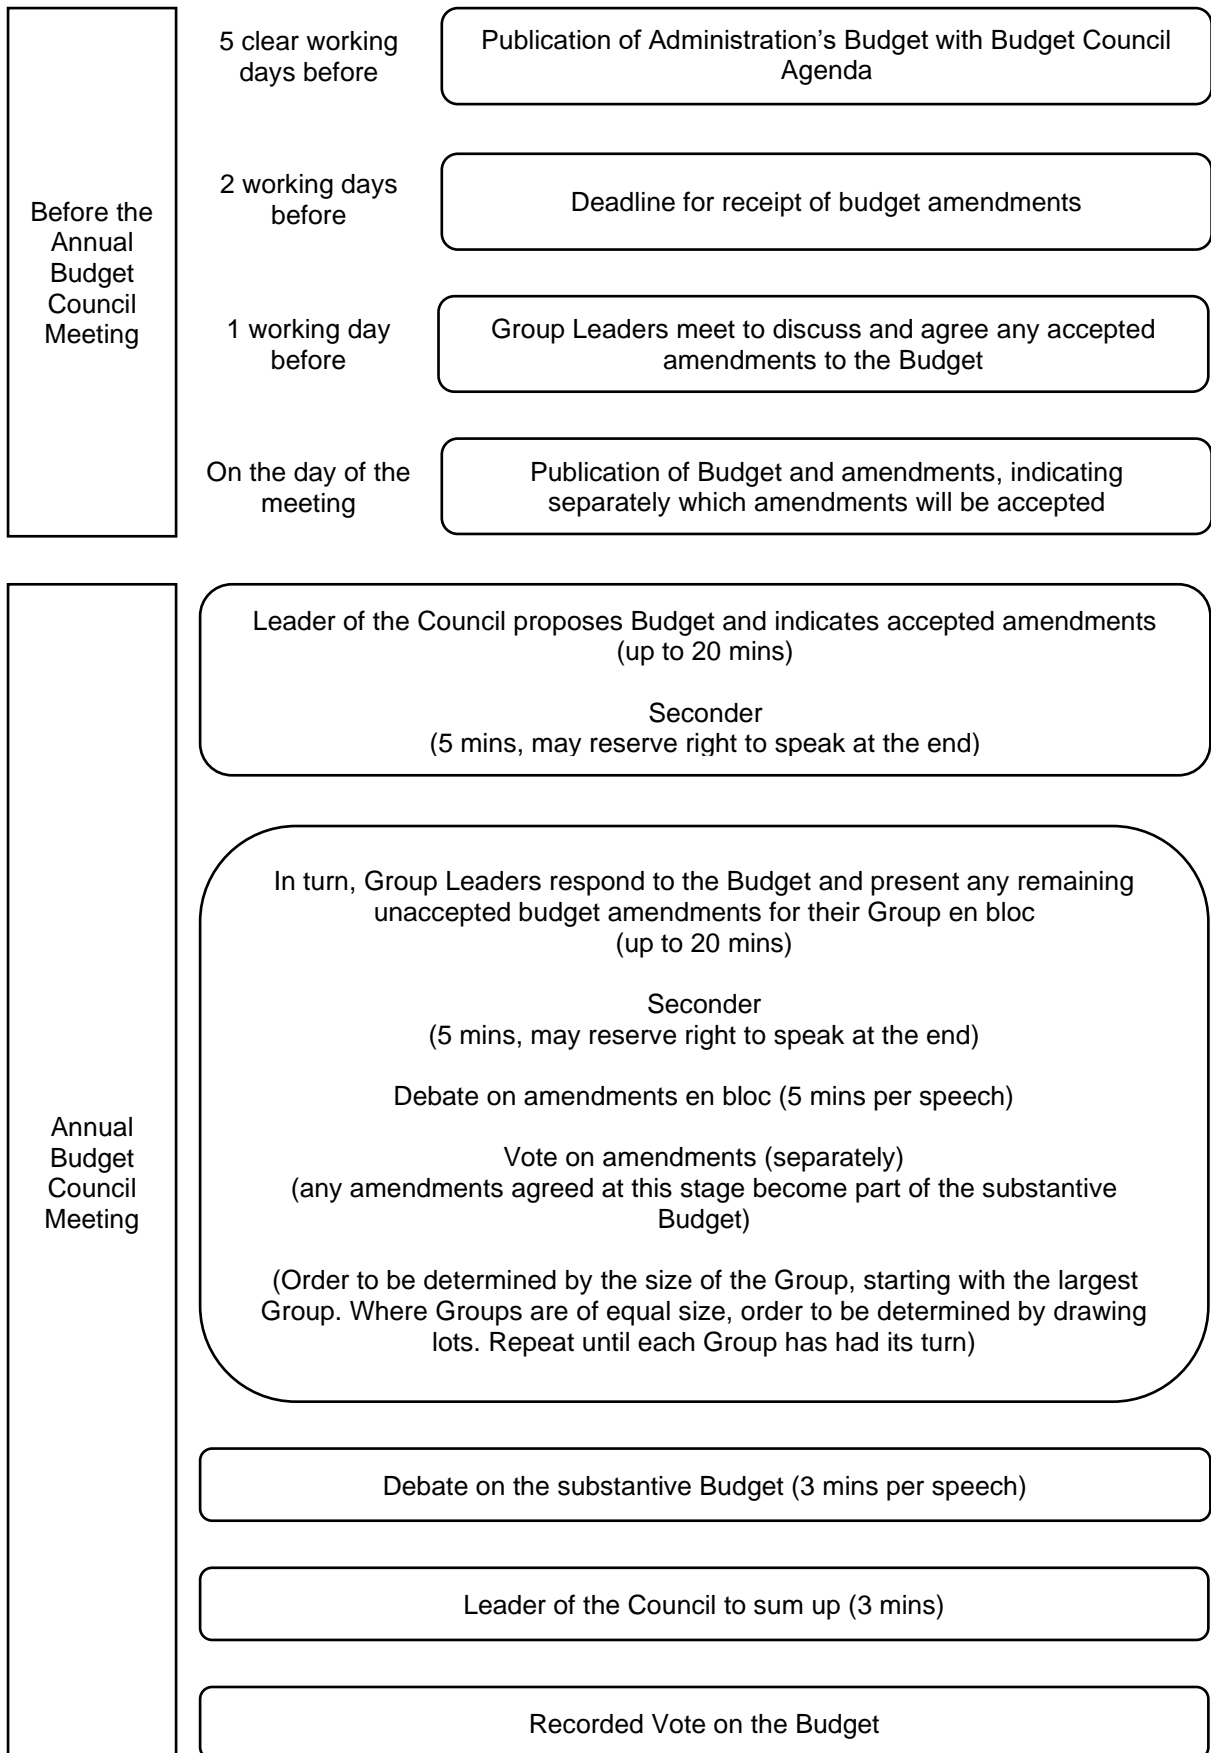 Before the
Annual
Budget
Council
Meeting
5 clear working
days before
Publication of Administration’s Budget with Budget Council
Agenda
2 working days
before
Deadline for receipt of budget amendments
1 working day
before
Group Leaders meet to discuss and agree any accepted
amendments to the Budget
On the day of the
meeting
Publication of Budget and amendments, indicating
separately which amendments will be accepted
Annual
Budget
Council
Meeting
Leader of the Council proposes Budget and indicates accepted amendments
(up to 20 mins)
Seconder
(5 mins, may reserve right to speak at the end)
In turn, Group Leaders respond to the Budget and present any remaining
unaccepted budget amendments for their Group en bloc
(up to 20 mins)
Seconder
(5 mins, may reserve right to speak at the end)
Debate on amendments en bloc (5 mins per speech)
Vote on amendments (separately)
(any amendments agreed at this stage become part of the substantive
Budget)
(Order to be determined by the size of the Group, starting with the largest
Group. Where Groups are of equal size, order to be determined by drawing
lots. Repeat until each Group has had its turn)
Debate on the substantive Budget (3 mins per speech)
Leader of the Council to sum up (3 mins)
Recorded Vote on the Budget